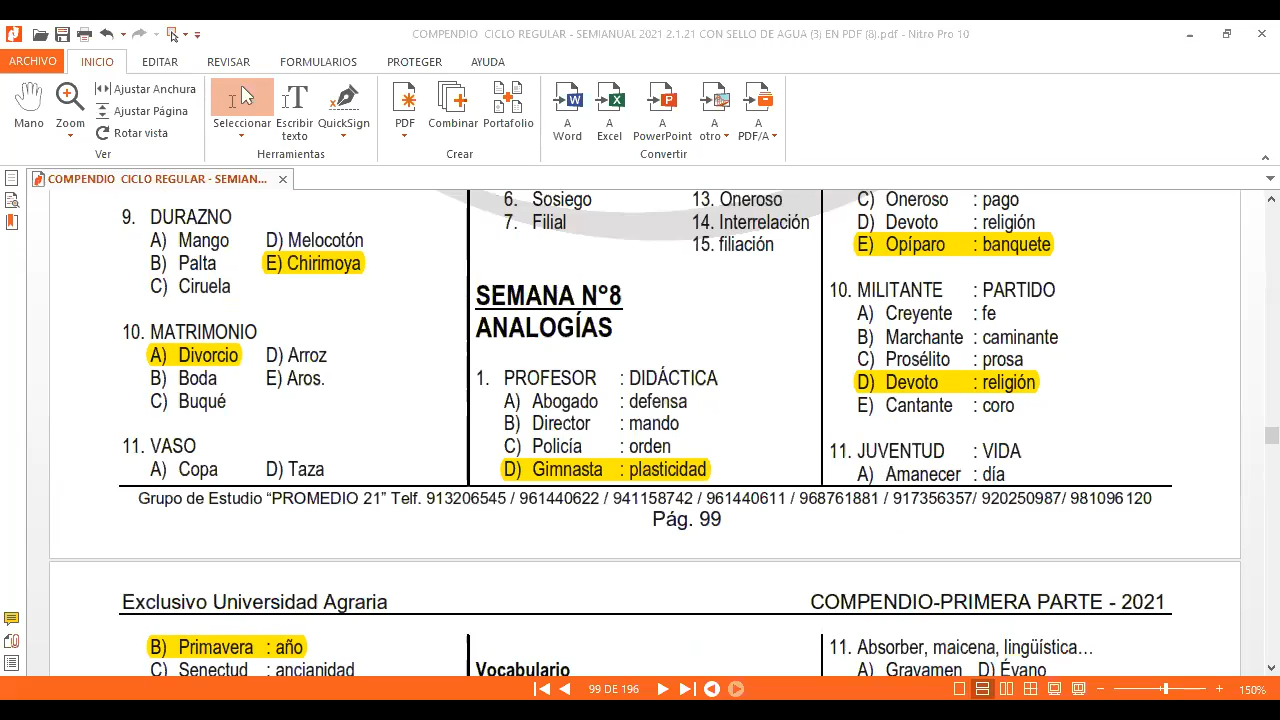 COMPENDIO CICLO REGULAR - SEMIANUAL 2021 2.1.21 CON SELLO DE AGUA (3) EN PDF (8).pdf - Nitro Pro 10
ARCHIVO INICIO EDITAR REVISAR FORMULARIOS PROTEGER AYUDA
Mano
Zoom
Ajustar Anchura
Ajustar Página
Rotar vista
Ver
Seleccionar
Escribir
texto
QuickSign
Herramientas
PDF
Combinar
Portafolio
Crear
A
Word
A
Excel
A
PowerPoint
A
otro
A
PDF/A
Convertir
COMPENDIO CICLO REGULAR - SEMIAN...
9. DURAZNO
A) Mango D) Melocotón
B) Palta E) Chirimoya
C) Ciruela
10. MATRIMONIO
A) Divorcio D) Arroz
B) Boda E) Aros.
C) Buqué
11. VASO
A) Copa D) Taza
6. Sosiego 13. Oneroso
7. Filial 14. Interrelación
15. filiación
SEMANA N°8
ANALOGÍAS
1. PROFESOR : DIDÁCTICA
A) Abogado : defensa
B) Director : mando
C) Policía : orden
D) Gimnasta : plasticidad
C) Oneroso : pago
D) Devoto : religión
E) Opíparo : banquete
10. MILITANTE : PARTIDO
A) Creyente : fe
B) Marchante : caminante
C) Prosélito : prosa
D) Devoto : religión
E) Cantante : coro
11. JUVENTUD : VIDA
A) Amanecer : día
Grupo de Estudio “PROMEDIO 21” Telf. 913206545 / 961440622 / 941158742 / 961440611 / 968761881 / 917356357/ 920250987/ 981096120
Pág. 99
Exclusivo Universidad Agraria COMPENDIO-PRIMERA PARTE - 2021
B) Primavera : año
C) Senectud : ancianidad
Vocabulario
11. Absorber, maicena, lingüística…
A) Gravamen D) Évano
99 DE 196
150%